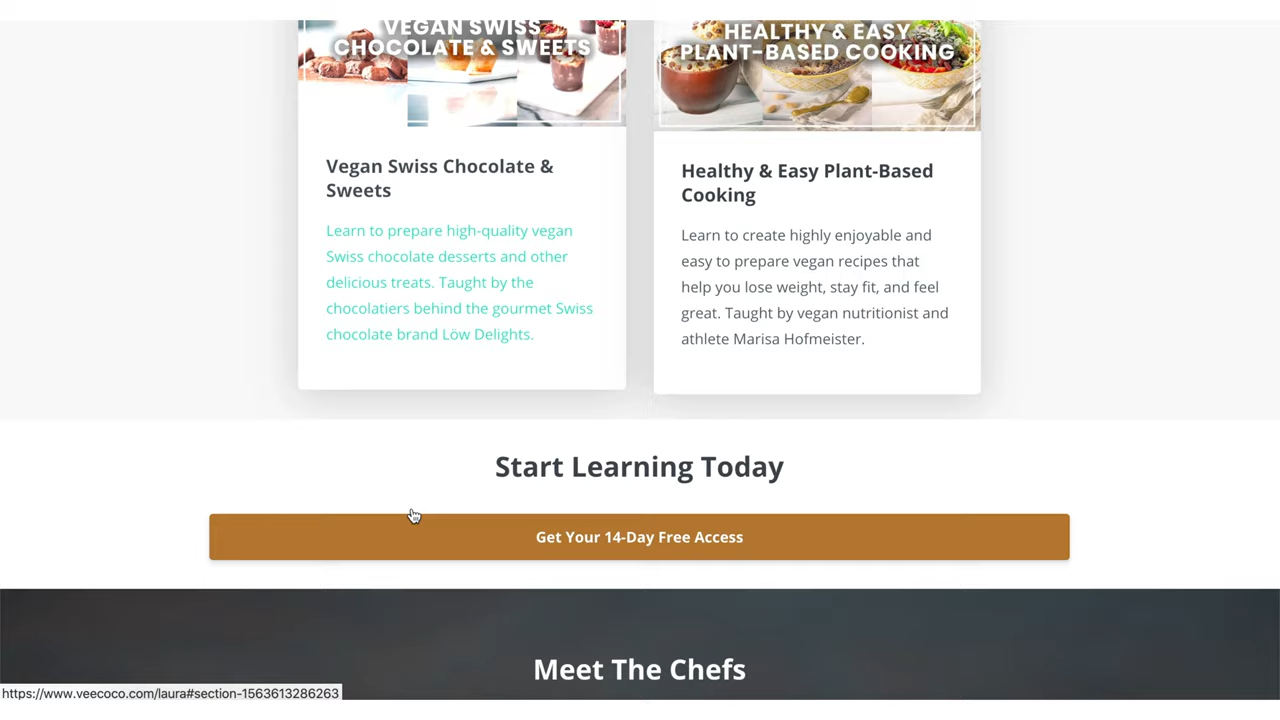 VEGAN SWISS
CHOCOLATE & SWEETS
HEALTHY & EASY
PLANT-BASED COOKING
Vegan Swiss Chocolate &
Sweets
Learn to prepare high-quality vegan
Swiss chocolate desserts and other
delicious treats. Taught by the
chocolatiers behind the gourmet Swiss
chocolate brand Löw Delights.
Healthy & Easy Plant-Based
Cooking
Learn to create highly enjoyable and
easy to prepare vegan recipes that
help you lose weight, stay fit, and feel
great. Taught by vegan nutritionist and
athlete Marisa Hofmeister.
Start Learning Today
Get Your 14-Day Free Access
Meet The Chefs
https://www.veecoco.com/laura#section-1563613286263